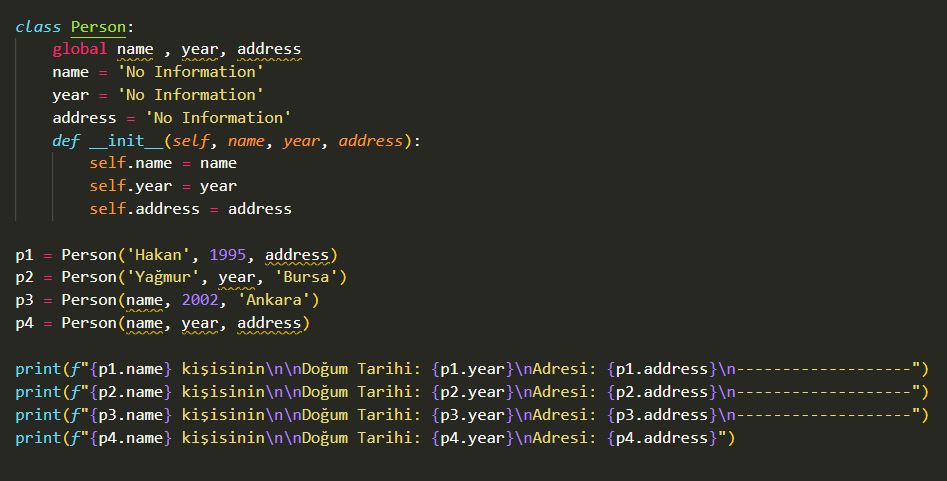 class Person:
    global name , year, address
    name = 'No Information'
    year = 'No Information'
    address = 'No Information'
    def __init__(self, name, year, address):
        self.name = name
        self.year = year
        self.address = address

p1 = Person('Hakan', 1995, address)
p2 = Person('Yağmur', year, 'Bursa')
p3 = Person(name, 2002, 'Ankara')
p4 = Person(name, year, address)

print(f"{p1.name} kişisinin\n\nDoğum Tarihi: {p1.year}\nAdresi: {p1.address}\n-------------------")
print(f"{p2.name} kişisinin\n\nDoğum Tarihi: {p2.year}\nAdresi: {p2.address}\n-------------------")
print(f"{p3.name} kişisinin\n\nDoğum Tarihi: {p3.year}\nAdresi: {p3.address}\n-------------------")
print(f"{p4.name} kişisinin\n\nDoğum Tarihi: {p4.year}\nAdresi: {p4.address}")